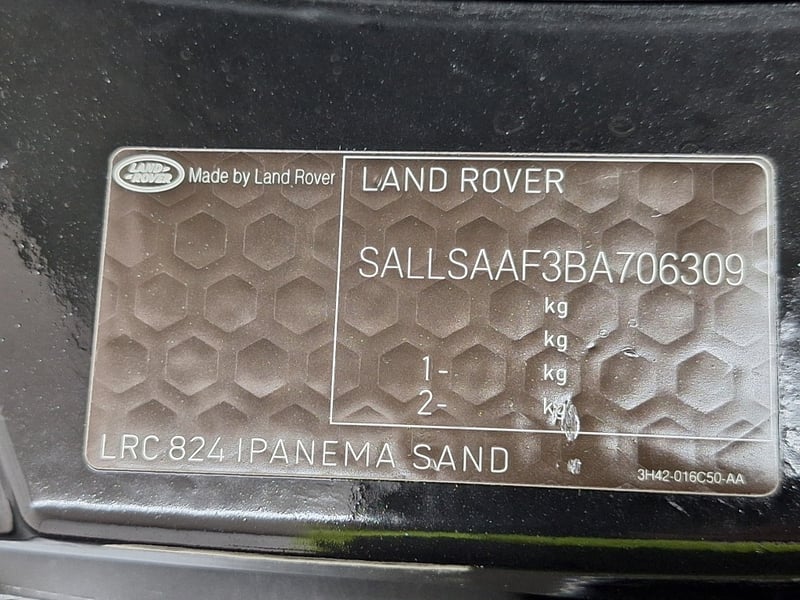 LAND ROVER
Made by Land Rover
LAND ROVER
SALLSAAF3BA706309
kg
kg
1- kg
2- kg
LRC 824 IPANEMA SAND
3H42-016C50-AA